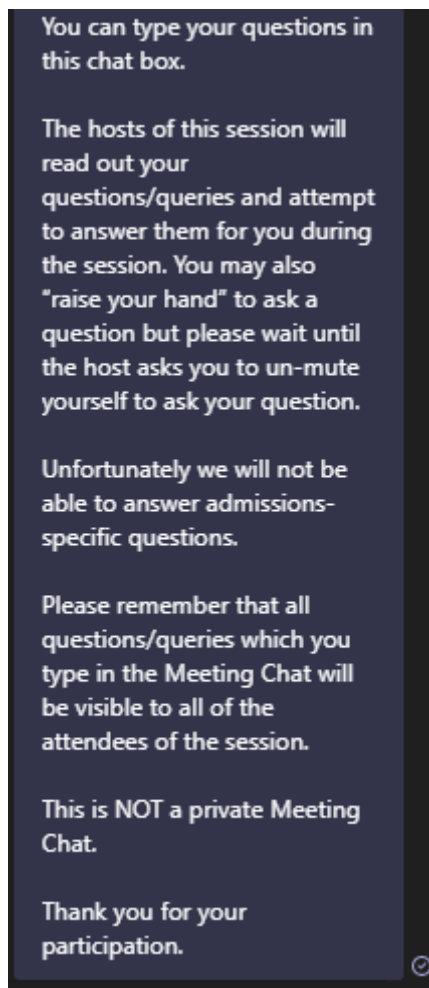 You can type your questions in
this chat box.
The hosts of this session will
read out your
questions/queries and attempt
to answer them for you during
the session. You may also
“raise your hand” to ask a
question but please wait until
the host asks you to un-mute
yourself to ask your question.
Unfortunately we will not be
able to answer admissions-
specific questions.
Please remember that all
questions/queries which you
type in the Meeting Chat will
be visible to all of the
attendees of the session.
This is NOT a private Meeting
Chat.
Thank you for your
participation.